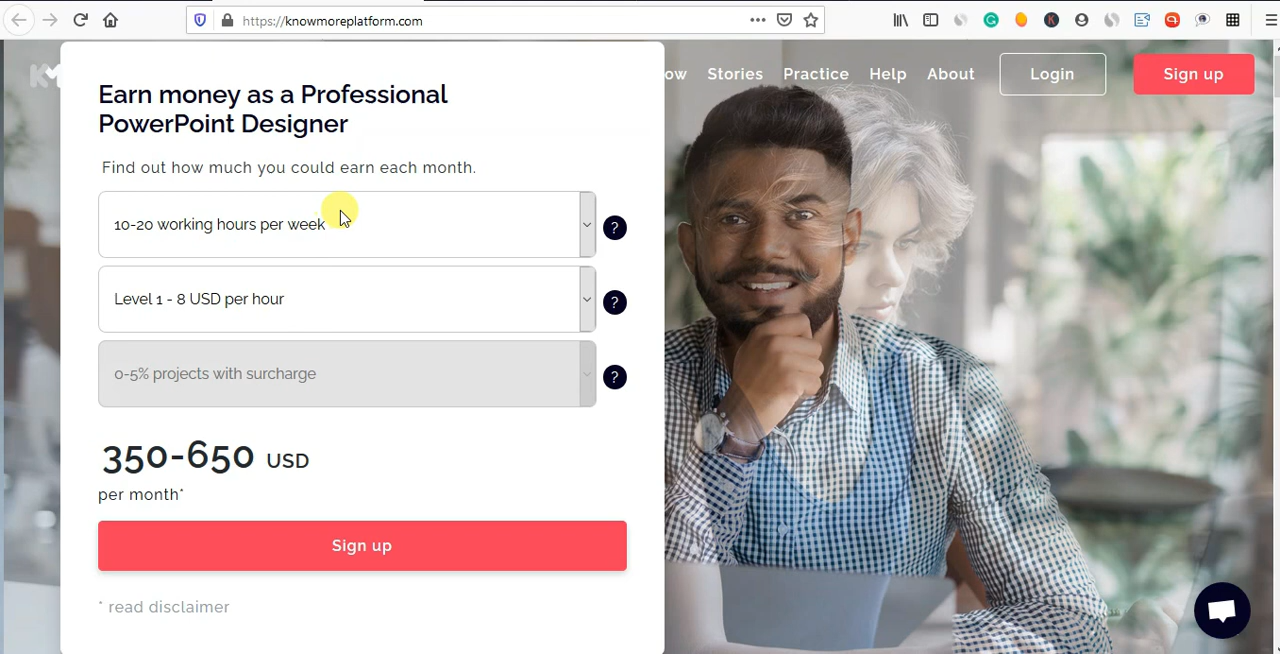 https://knowmoreplatform.com
Stories
Practice
Help
About
Login
Sign up
Earn money as a Professional
PowerPoint Designer
Find out how much you could earn each month.
10-20 working hours per week
?
Level 1 - 8 USD per hour
?
0-5% projects with surcharge
?
350-650 USD
per month*
Sign up
* read disclaimer